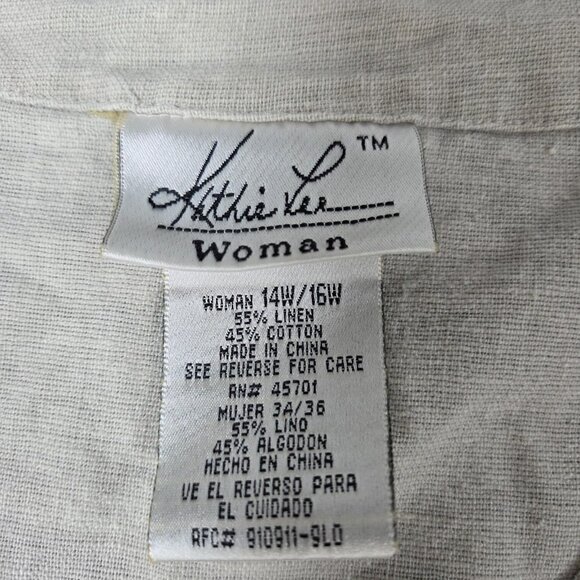 Kathie Lee ™
Woman
WOMAN 14W/16W
55% LINEN
45% COTTON
MADE IN CHINA
SEE REVERSE FOR CARE
RN# 45701
MUJER 34/36
55% LINO
45% ALGODON
HECHO EN CHINA
VE EL REVERSO PARA
EL CUIDADO
RFC# 910911-9L0